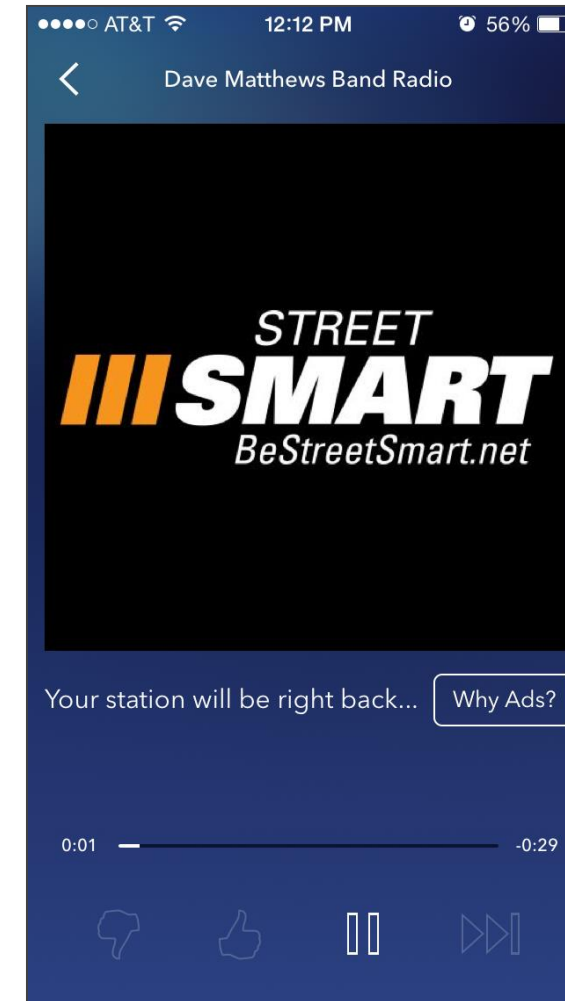 AT&T 12:12 PM 56%
Dave Matthews Band Radio
STREET
SMART
BeStreetSmart.net
Your station will be right back... Why Ads?
0:01 -0:29